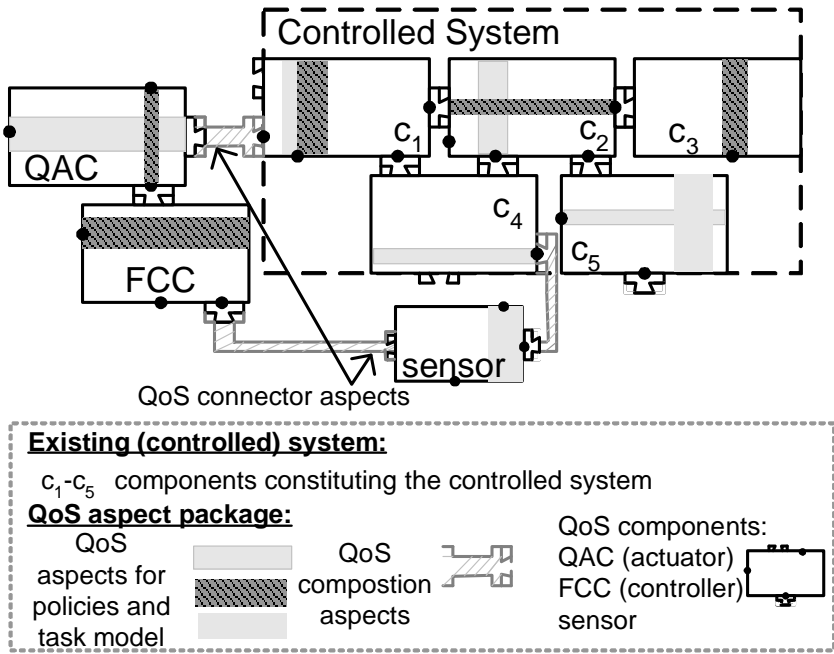 Controlled System
QAC
c1
c2
c3
c4
c5
FCC
sensor
QoS connector aspects
Existing (controlled) system:
c1-c5 components constituting the controlled system
QoS aspect package:
QoS
aspects for
policies and
task model
QoS
compostion
aspects
QoS components:
QAC (actuator)
FCC (controller)
sensor